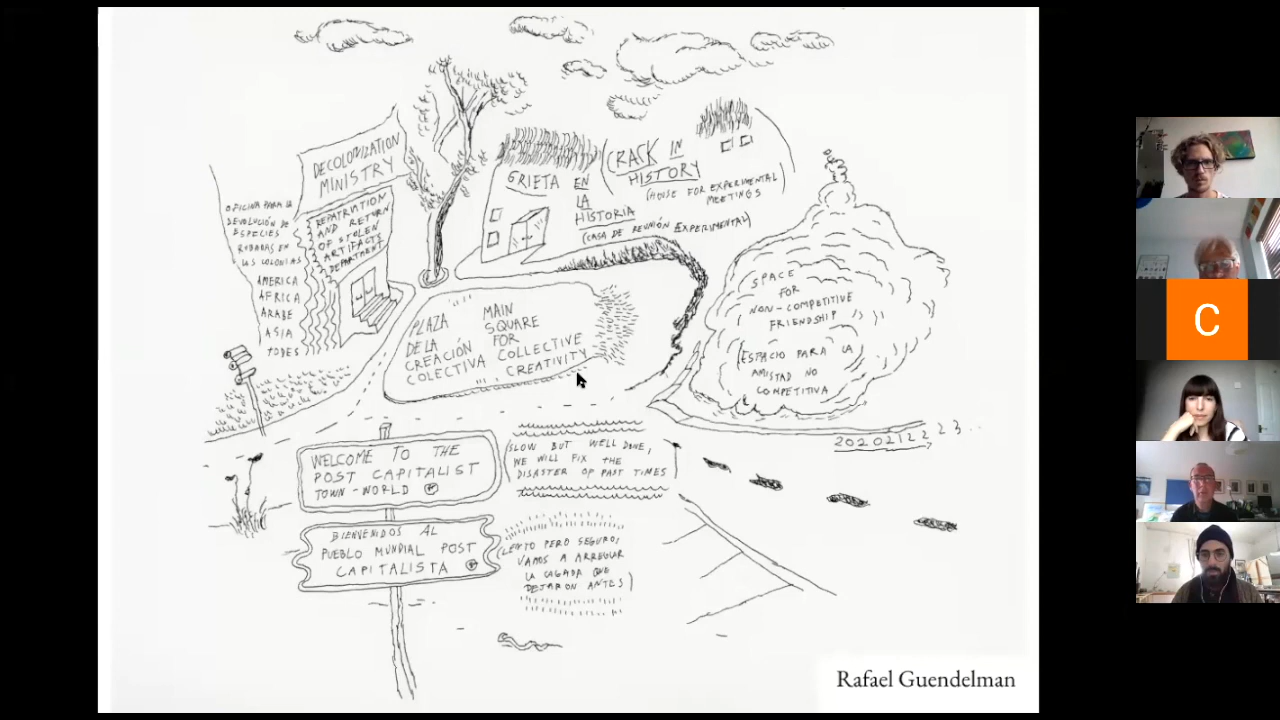 DECOLONIZATION
MINISTRY
REPATRIATION
AND RETURN
OF STOLEN
ARTIFACTS
DEPARTMENT
OFICINA PARA LA
DEVOLUCIÓN DE
ESPECIES
ROBADAS EN
LAS COLONIAS
AMERICA
AFRICA
ARABE
ASIA
TODES
GRIETA EN
LA
HISTORIA
(CASA DE REUNIÓN EXPERIMENTAL)
CRACK IN
HISTORY
(HOUSE FOR EXPERIMENTAL
MEETINGS
PLAZA
DE LA
CREACIÓN
COLECTIVA
MAIN
SQUARE
FOR
COLLECTIVE
CREATIVITY
SPACE
FOR
NON-COMPETITIVE
FRIENDSHIP
(ESPACIO PARA LA
AMISTAD NO
COMPETITIVA
WELCOME TO THE
POST CAPITALIST
TOWN-WORLD
BIENVENIDOS AL
PUEBLO MUNDIAL POST
CAPITALISTA
SLOW BUT WELL DONE,
WE WILL FIX THE
DISASTER OF PAST TIMES
LENTO PERO SEGURO,
VAMOS A ARREGLAR
LA CAGADA QUE
DEJARON ANTES)
Rafael Guendelman
C